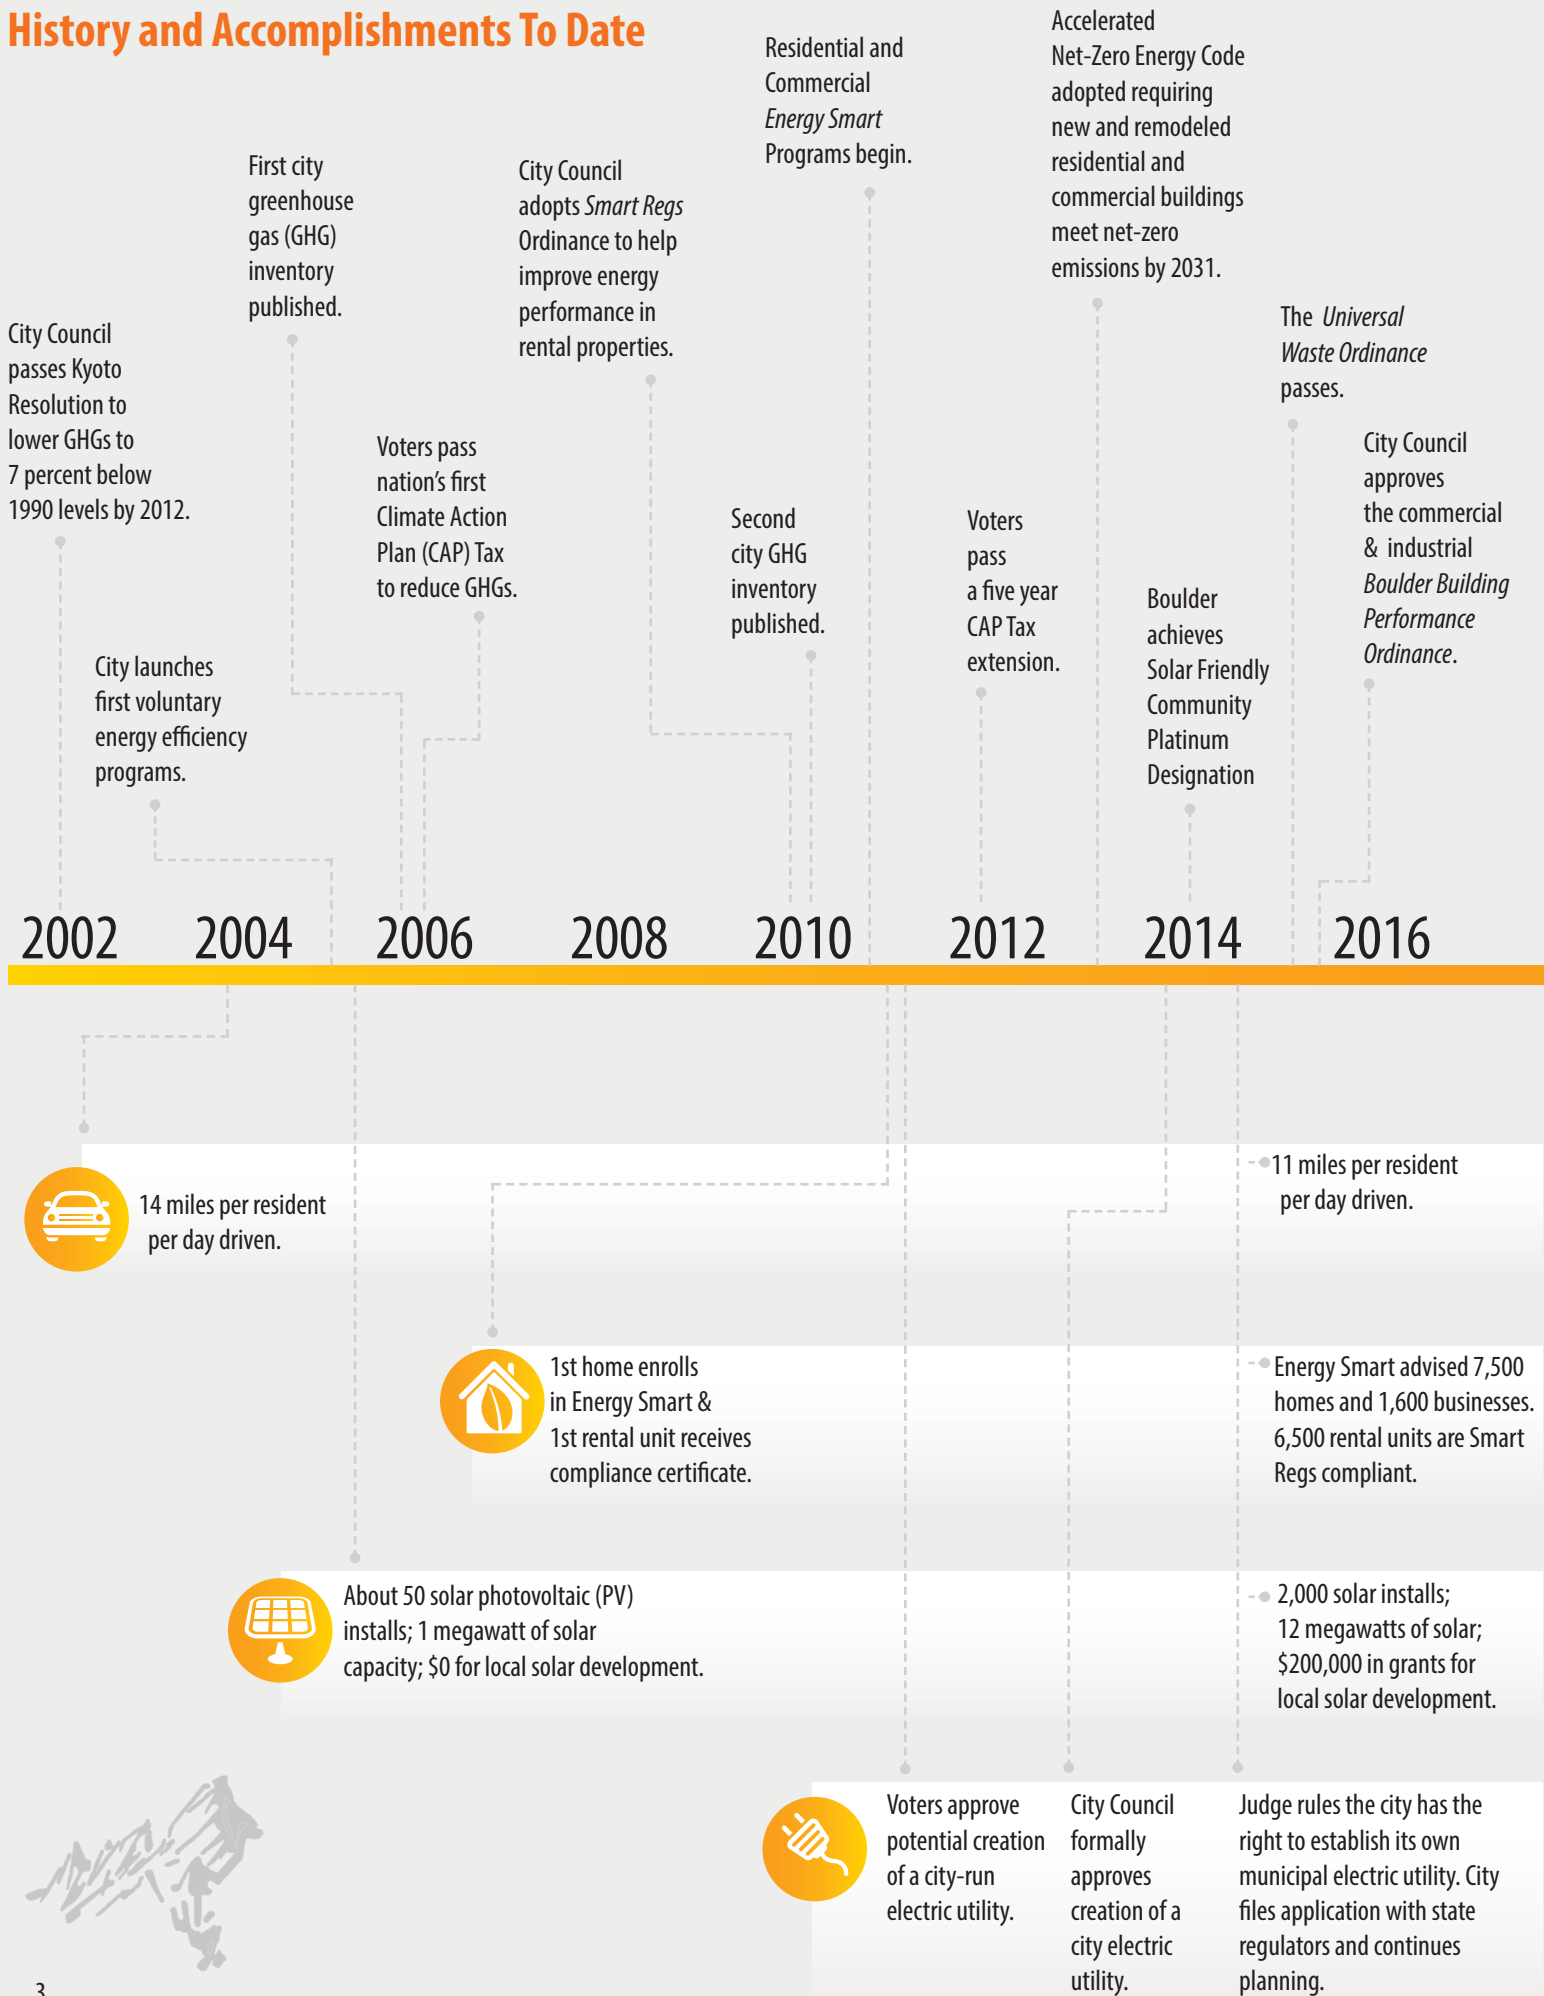 History and Accomplishments To Date
City Council
passes Kyoto
Resolution to
lower GHGs to
7 percent below
1990 levels by 2012.
City launches
first voluntary
energy efficiency
programs.
First city
greenhouse
gas (GHG)
inventory
published.
Voters pass
nation's first
Climate Action
Plan (CAP) Tax
to reduce GHGs.
City Council
adopts Smart Regs
Ordinance to help
improve energy
performance in
rental properties.
Second
city GHG
inventory
published.
Residential and
Commercial
Energy Smart
Programs begin.
Voters
pass
a five year
CAP Tax
extension.
Accelerated
Net-Zero Energy Code
adopted requiring
new and remodeled
residential and
commercial buildings
meet net-zero
emissions by 2031.
Boulder
achieves
Solar Friendly
Community
Platinum
Designation
The Universal
Waste Ordinance
passes.
City Council
approves
the commercial
& industrial
Boulder Building
Performance
Ordinance.
2002 2004 2006 2008 2010 2012 2014 2016
14 miles per resident
per day driven.
11 miles per resident
per day driven.
1st home enrolls
in Energy Smart &
1st rental unit receives
compliance certificate.
Energy Smart advised 7,500
homes and 1,600 businesses.
6,500 rental units are Smart
Regs compliant.
About 50 solar photovoltaic (PV)
installs; 1 megawatt of solar
capacity; $0 for local solar development.
2,000 solar installs;
12 megawatts of solar;
$200,000 in grants for
local solar development.
Voters approve
potential creation
of a city-run
electric utility.
City Council
formally
approves
creation of a
city electric
utility.
Judge rules the city has the
right to establish its own
municipal electric utility. City
files application with state
regulators and continues
planning.
3